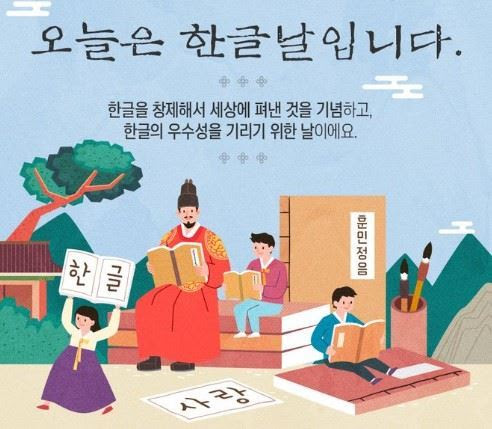 오늘은 한글날입니다.
한글을 창제해서 세상에 펴낸 것을 기념하고,
한글의 우수성을 기리기 위한 날이에요.
훈민정음
한글
사랑